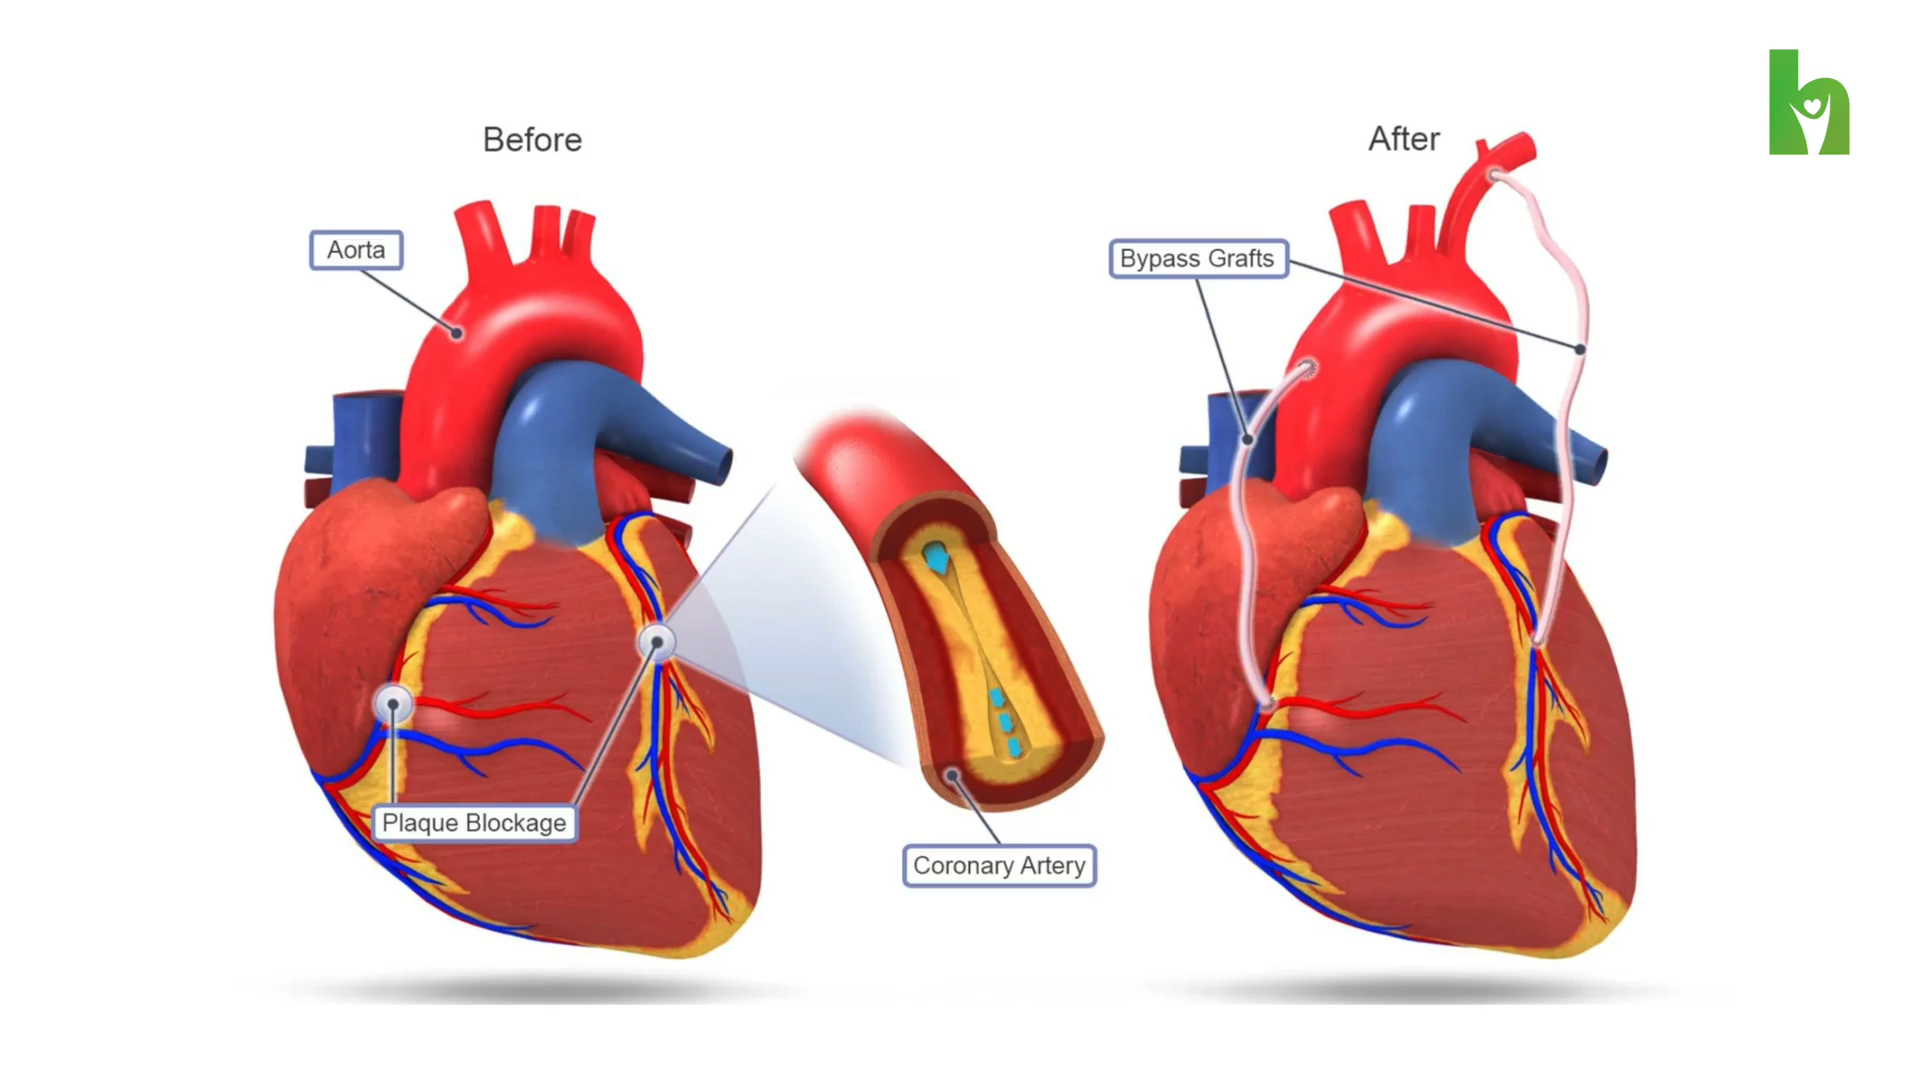 Before
After
Aorta
Bypass Grafts
Plaque Blockage
Coronary Artery